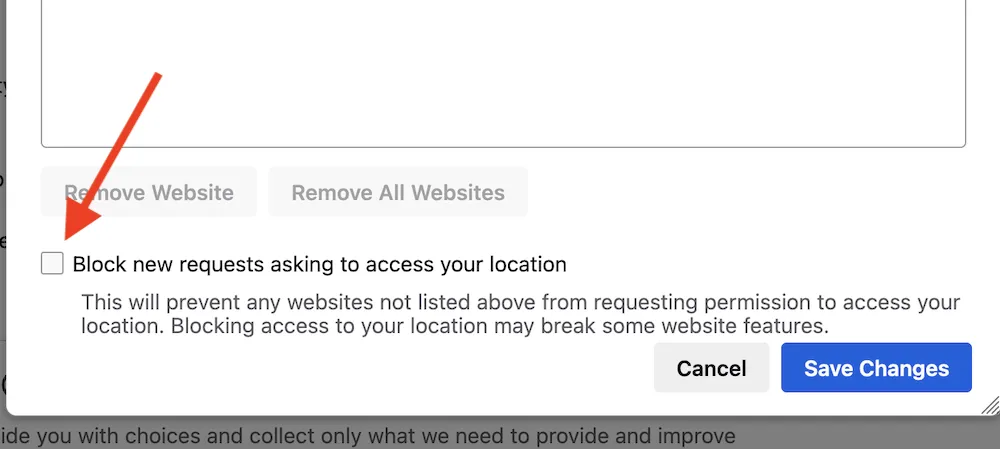 Remove Website
Remove All Websites
Block new requests asking to access your location
This will prevent any websites not listed above from requesting permission to access your
location. Blocking access to your location may break some website features.
Cancel
Save Changes
ide you with choices and collect only what we need to provide and improve